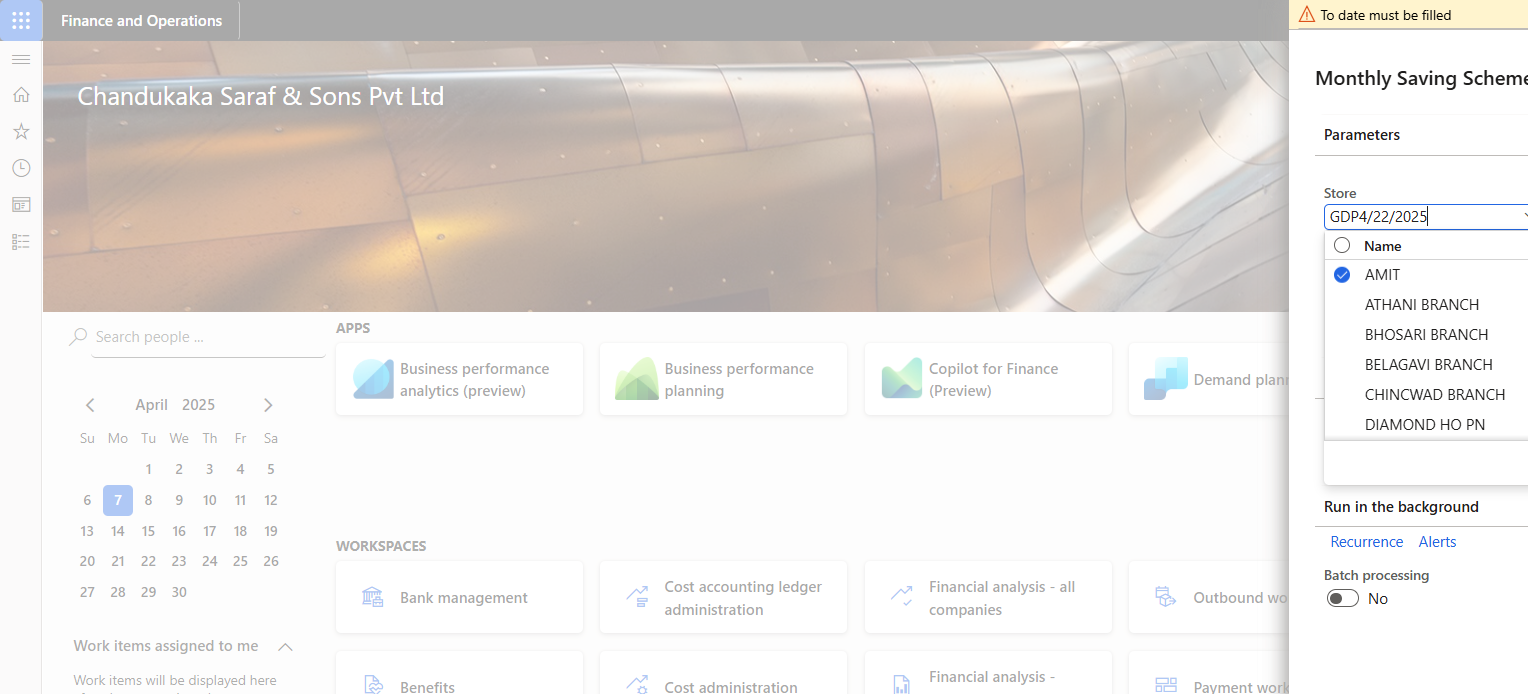 Finance and Operations
To date must be filled
Chandukaka Saraf & Sons Pvt Ltd
Search people ...
April 2025
Su Mo Tu We Th Fr Sa
1 2 3 4 5
6 7 8 9 10 11 12
13 14 15 16 17 18 19
20 21 22 23 24 25 26
27 28 29 30
Work items assigned to me
Work items will be displayed here
APPS
Business performance
analytics (preview)
Business performance
planning
Copilot for Finance
(Preview)
Demand plann
WORKSPACES
Bank management
Cost accounting ledger
administration
Financial analysis - all
companies
Outbound wo
Benefits
Cost administration
Financial analysis -
Payment work
Monthly Saving Scheme
Parameters
Store
GDP4/22/2025
Name
AMIT
ATHANI BRANCH
BHOSARI BRANCH
BELAGAVI BRANCH
CHINCWAD BRANCH
DIAMOND HO PN
Run in the background
Recurrence Alerts
Batch processing
No